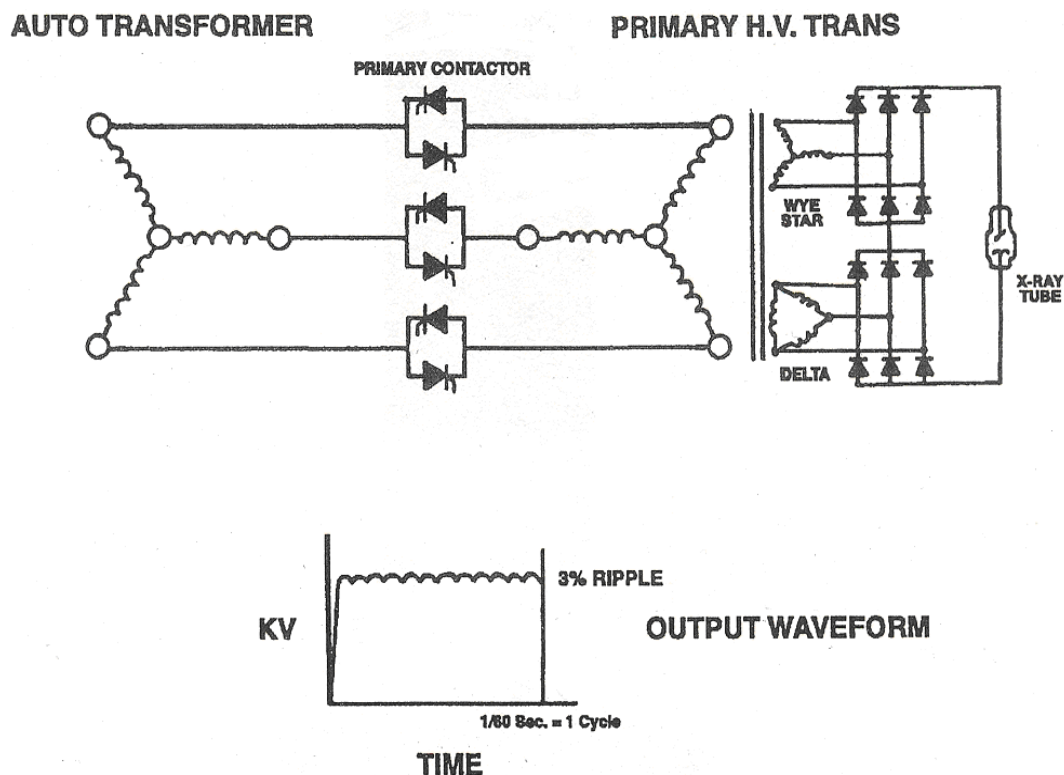 AUTO TRANSFORMER
PRIMARY H.V. TRANS
PRIMARY CONTACTOR
WYE
STAR
X-RAY
TUBE
DELTA
3% RIPPLE
KV
OUTPUT WAVEFORM
1/60 Sec. = 1 Cycle
TIME